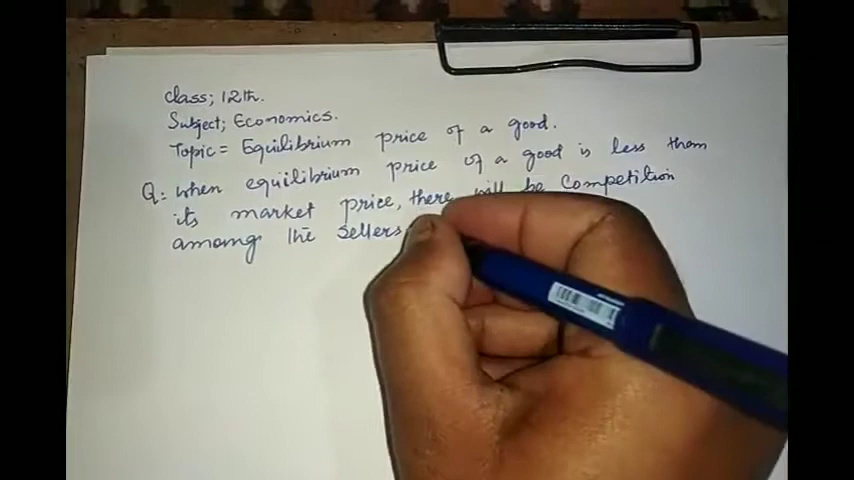 Class; 12th.
Subject; Economics.
Topic = Equilibrium price of a good.
Q: when equilibrium price of a good is less them
its market price, there will be Competition
among the sellers